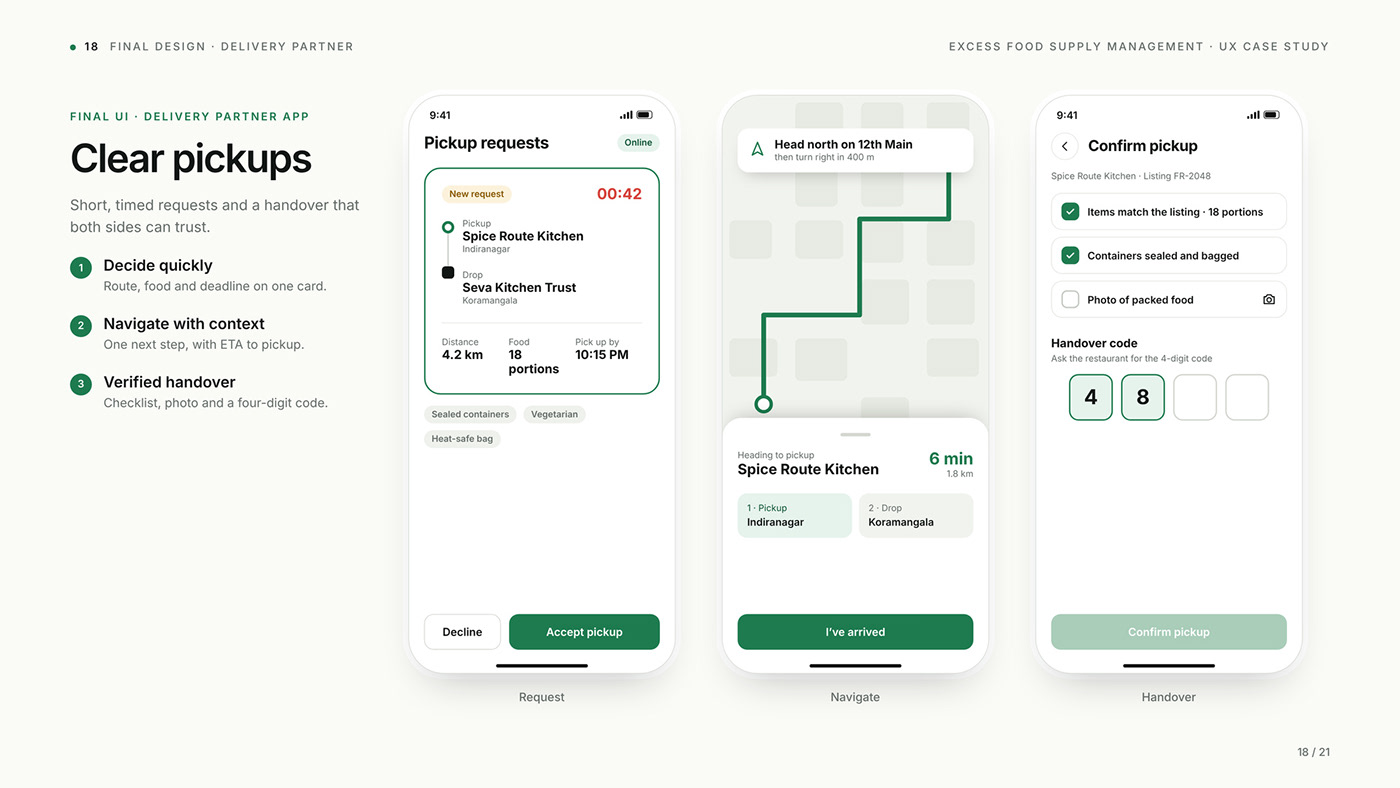 18 FINAL DESIGN · DELIVERY PARTNER
EXCESS FOOD SUPPLY MANAGEMENT · UX CASE STUDY
FINAL UI · DELIVERY PARTNER APP
Clear pickups
Short, timed requests and a handover that
both sides can trust.
1 Decide quickly
Route, food and deadline on one card.
2 Navigate with context
One next step, with ETA to pickup.
3 Verified handover
Checklist, photo and a four-digit code.
9:41
Pickup requests
Online
New request
00:42
Pickup
Spice Route Kitchen
Indiranagar
Drop
Seva Kitchen Trust
Koramangala
Distance
4.2 km
Food
18
portions
Pick up by
10:15 PM
Sealed containers
Vegetarian
Heat-safe bag
Decline
Accept pickup
Request
Head north on 12th Main
then turn right in 400 m
Heading to pickup
Spice Route Kitchen
6 min
1.8 km
1 · Pickup
Indiranagar
2 · Drop
Koramangala
I’ve arrived
Navigate
9:41
Confirm pickup
Spice Route Kitchen · Listing FR-2048
Items match the listing · 18 portions
Containers sealed and bagged
Photo of packed food
Handover code
Ask the restaurant for the 4-digit code
4 8
Confirm pickup
Handover
18 / 21